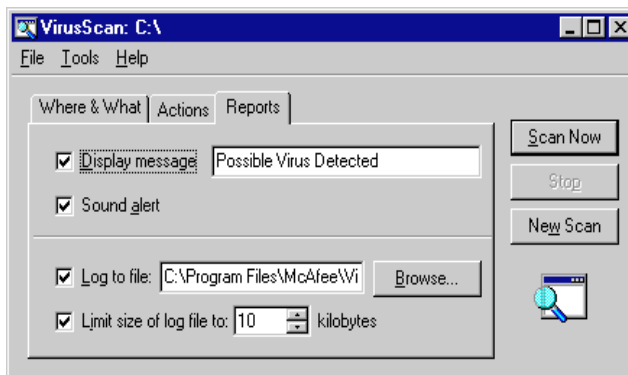 VirusScan: C:\
File Tools Help
Where & What Actions Reports
Display message Possible Virus Detected
Sound alert
Log to file: C:\Program Files\McAfee\Vi Browse...
Limit size of log file to: 10 kilobytes
Scan Now
Stop
New Scan